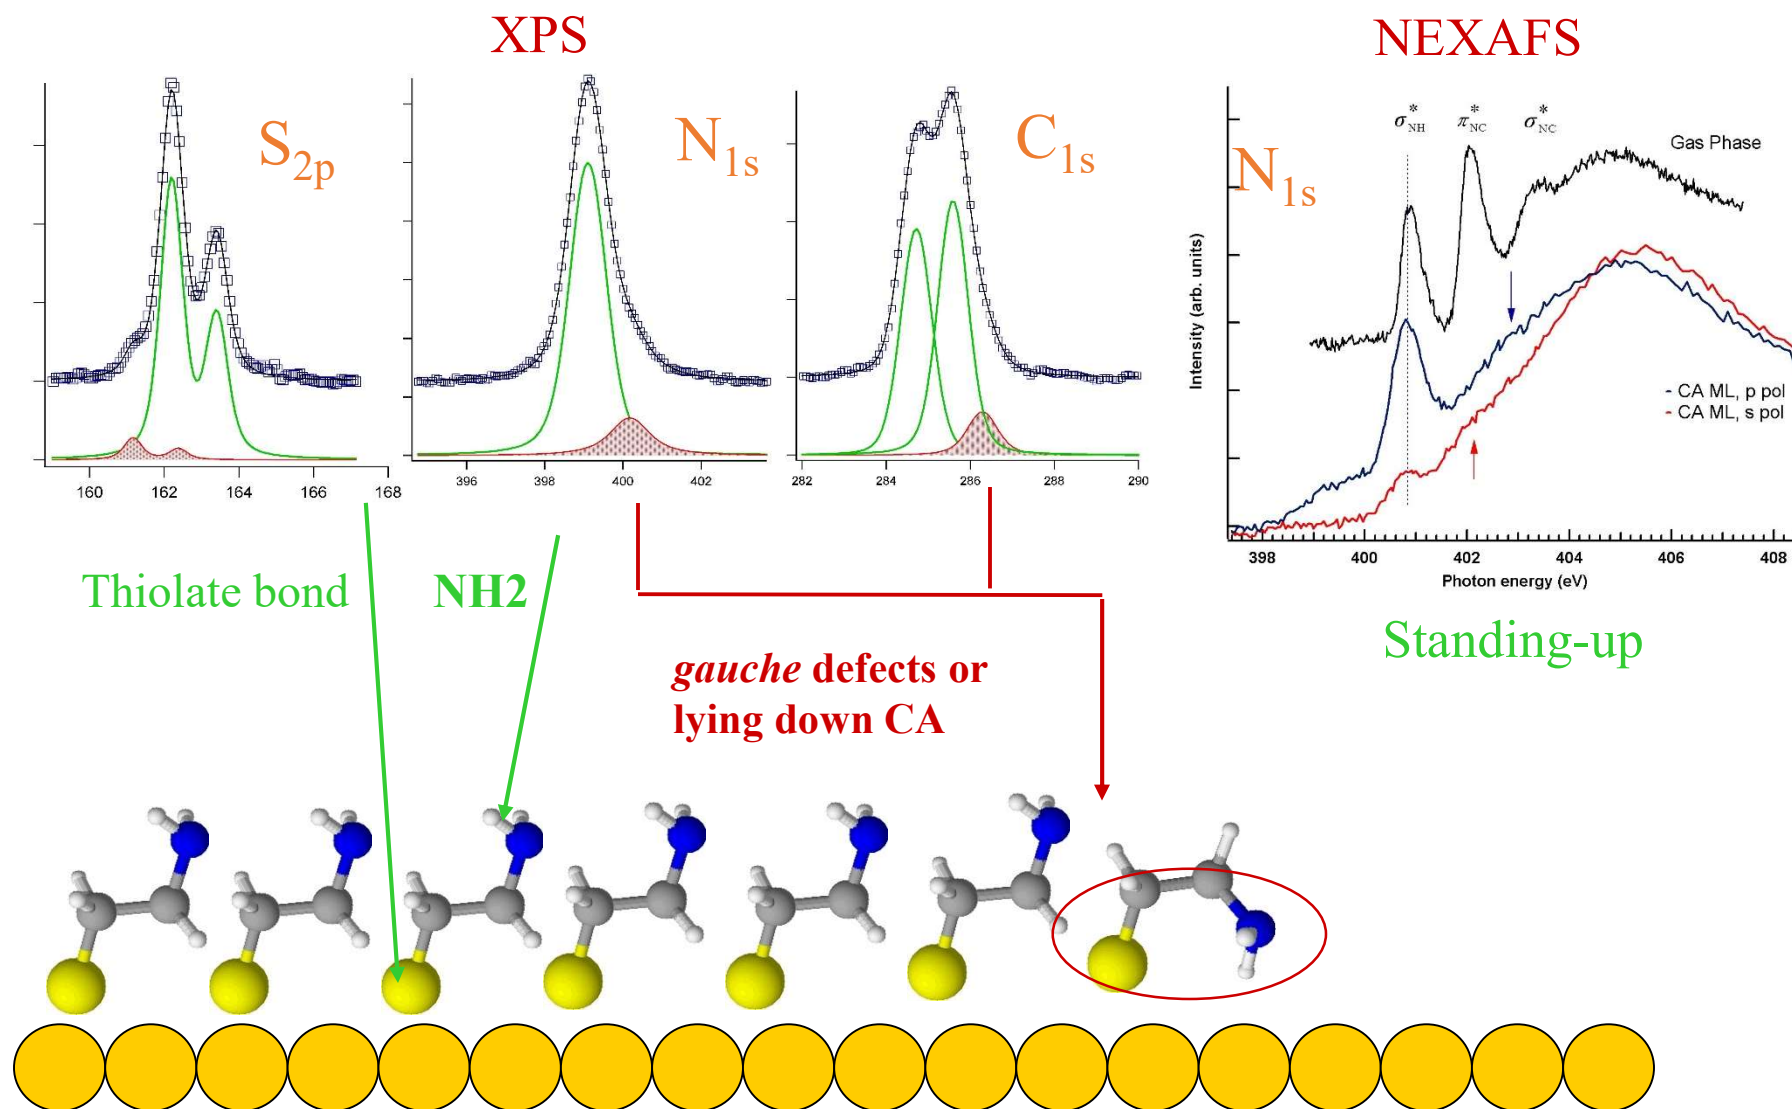 XPS
NEXAFS
S2p
N1s
C1s
N1s
σ*NH
π*NC
σ*NC
Gas Phase
Intensity (arb. units)
CA ML, p pol
CA ML, s pol
160 162 164 166 168
396 398 400 402
282 284 286 288 290
398 400 402 404 406 408
Photon energy (eV)
Thiolate bond
NH2
Standing-up
gauche defects or
lying down CA